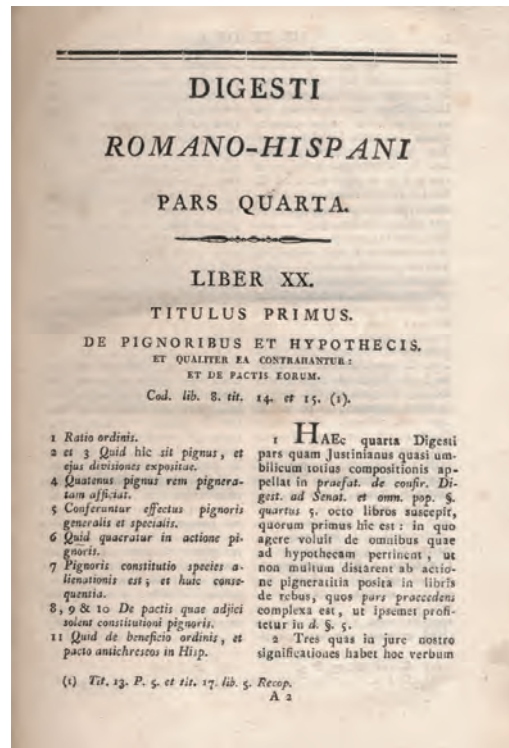 DIGESTI
ROMANO-HISPANI
PARS QUARTA.
LIBER XX.
TITULUS PRIMUS.
DE PIGNORIBUS ET HYPOTHECIS.
ET QUALITER EA CONTRAHANTUR:
ET DE PACTIS EORUM.
Cod. lib. 8. tit. 14. et 15. (1).
1 Ratio ordinis.
2 et 3 Quid hîc sit pignus, et
ejus divisiones expositae.
4 Quatenus pignus rem pignera-
tam afficiat.
5 Conferuntur effectus pignoris
generalis et specialis.
6 Quid quaeratur in actione pi-
gnoris.
7 Pignoris constitutio species a-
lienationis est; et huic conse-
quentia.
8, 9 & 10 De pactis quae adjici
solent constitutioni pignoris.
11 Quid de beneficio ordinis, et
pacto antichreseos in Hisp.
1 HAEc quarta Digesti
pars quam Justinianus quasi um-
bilicum totius compositionis ap-
pellat in praefat. de confir. Di-
gest. ad Senat. et omn. pop. §.
quartus 5. octo libros suscepit,
quorum primus hîc est: in quo
agere voluit de omnibus quae
ad hypothecam pertinent, ut
non multum distarent ab actio-
ne pigneratitia posita in libris
de rebus, quos pars praecedens
complexa est, ut ipsemet profi-
tetur in d. §. 5.
2 Tres quas in jure nostro
significationes habet hoc verbum
(1) Tit. 13. P. 5. et tit. 17. lib. 5. Recop.
A 2